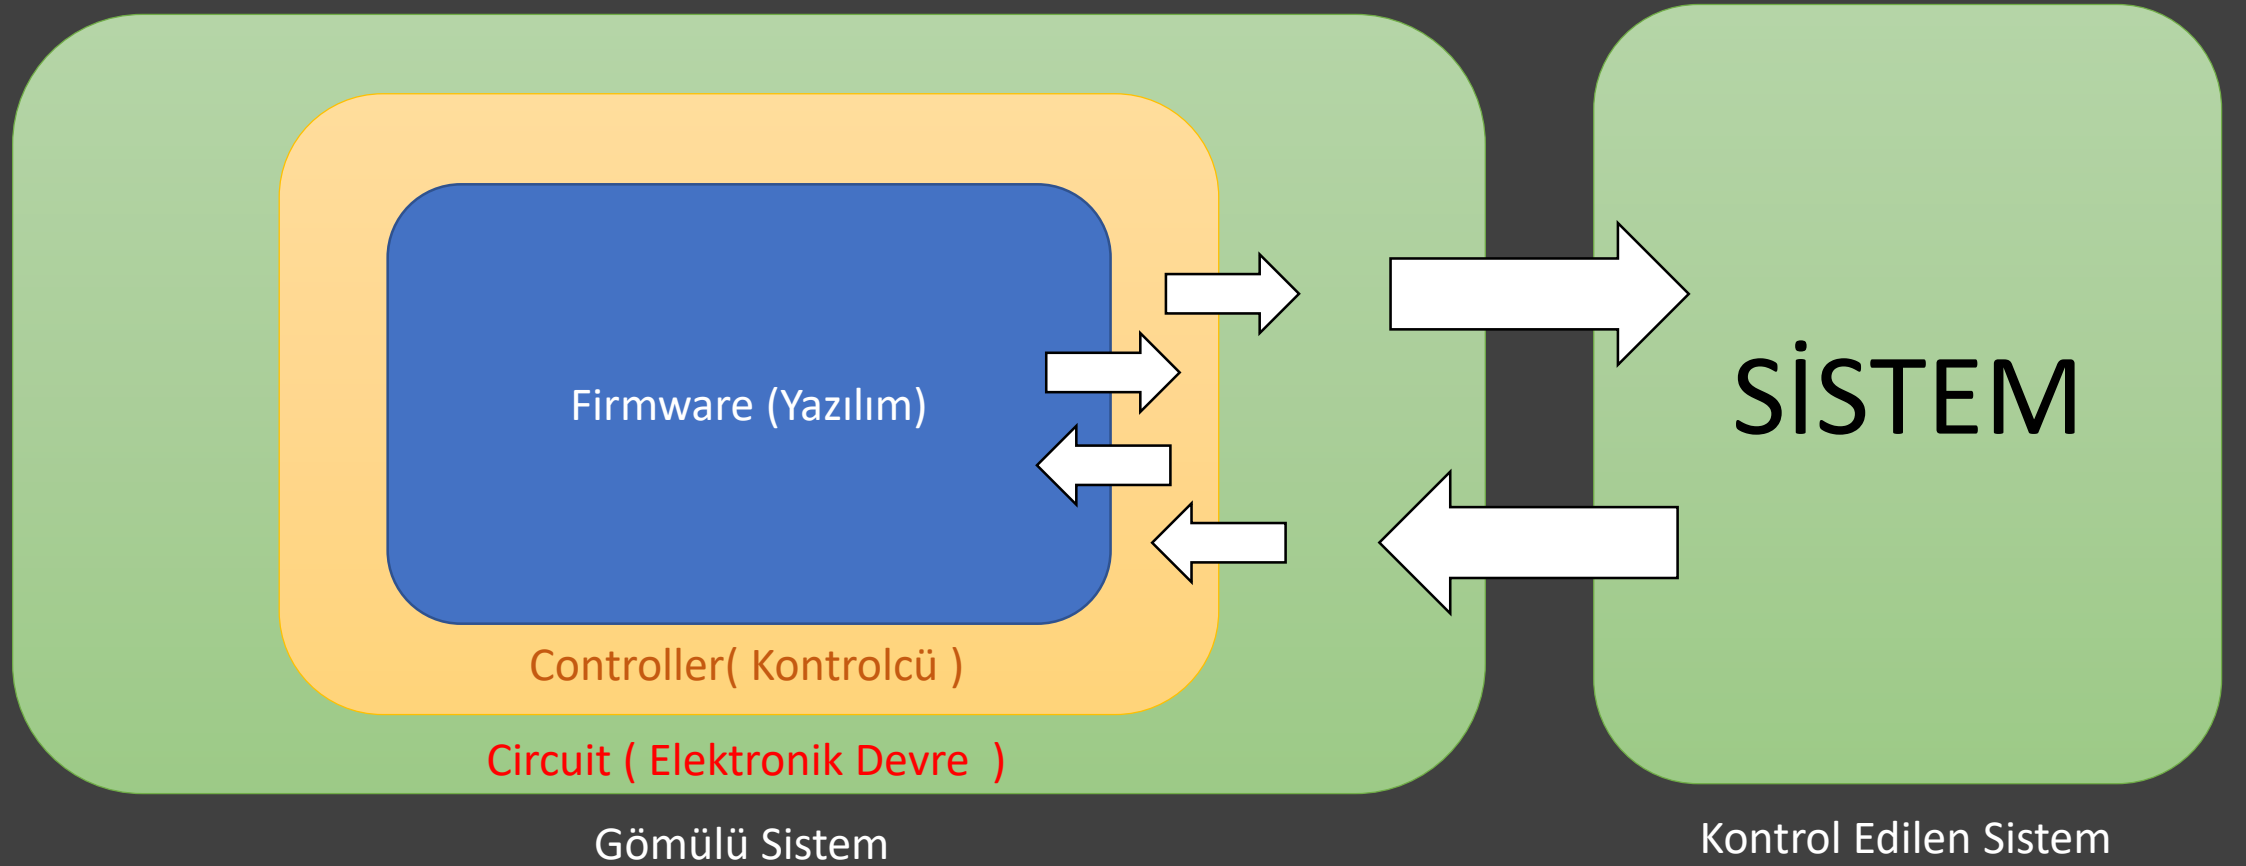 Firmware (Yazılım)
SİSTEM
Controller( Kontrolcü )
Circuit ( Elektronik Devre  )
Gömülü Sistem
Kontrol Edilen Sistem